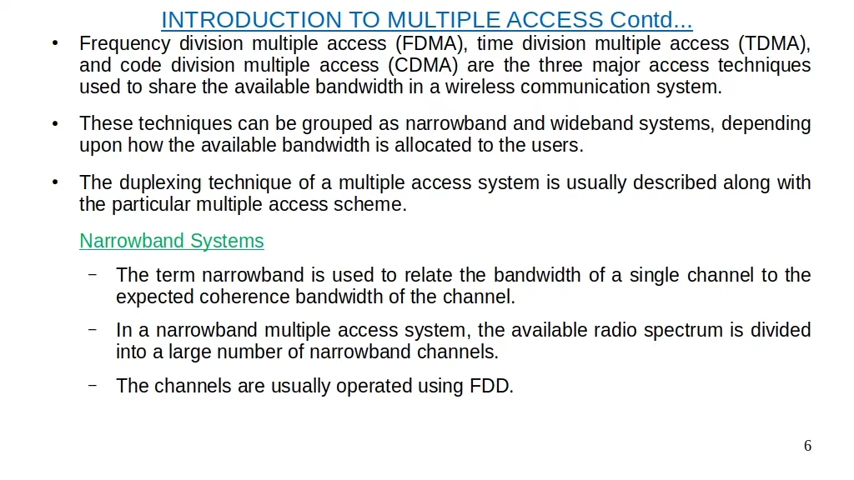 INTRODUCTION TO MULTIPLE ACCESS Contd...
• Frequency division multiple access (FDMA), time division multiple access (TDMA),
and code division multiple access (CDMA) are the three major access techniques
used to share the available bandwidth in a wireless communication system.
• These techniques can be grouped as narrowband and wideband systems, depending
upon how the available bandwidth is allocated to the users.
• The duplexing technique of a multiple access system is usually described along with
the particular multiple access scheme.
Narrowband Systems
– The term narrowband is used to relate the bandwidth of a single channel to the
expected coherence bandwidth of the channel.
– In a narrowband multiple access system, the available radio spectrum is divided
into a large number of narrowband channels.
– The channels are usually operated using FDD.
6